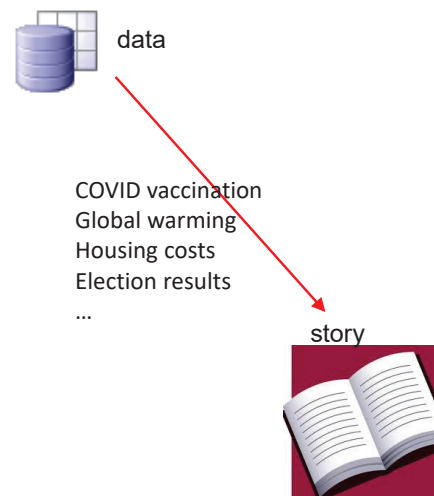 data
COVID vaccination
Global warming
Housing costs
Election results
…
story